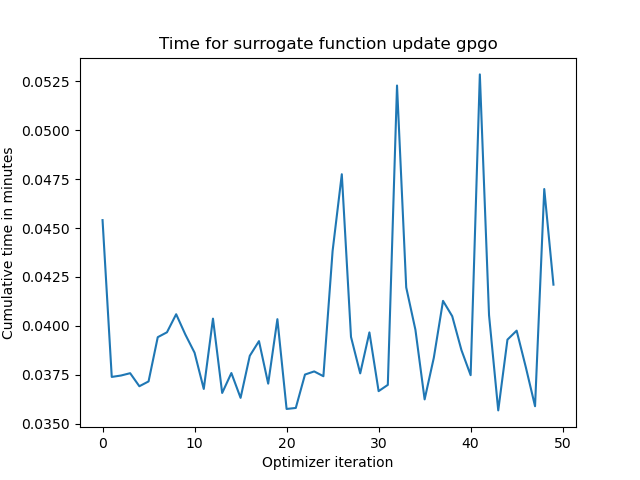 Time for surrogate function update gpgo
Cumulative time in minutes
0.0525
0.0500
0.0475
0.0450
0.0425
0.0400
0.0375
0.0350
0 10 20 30 40 50
Optimizer iteration